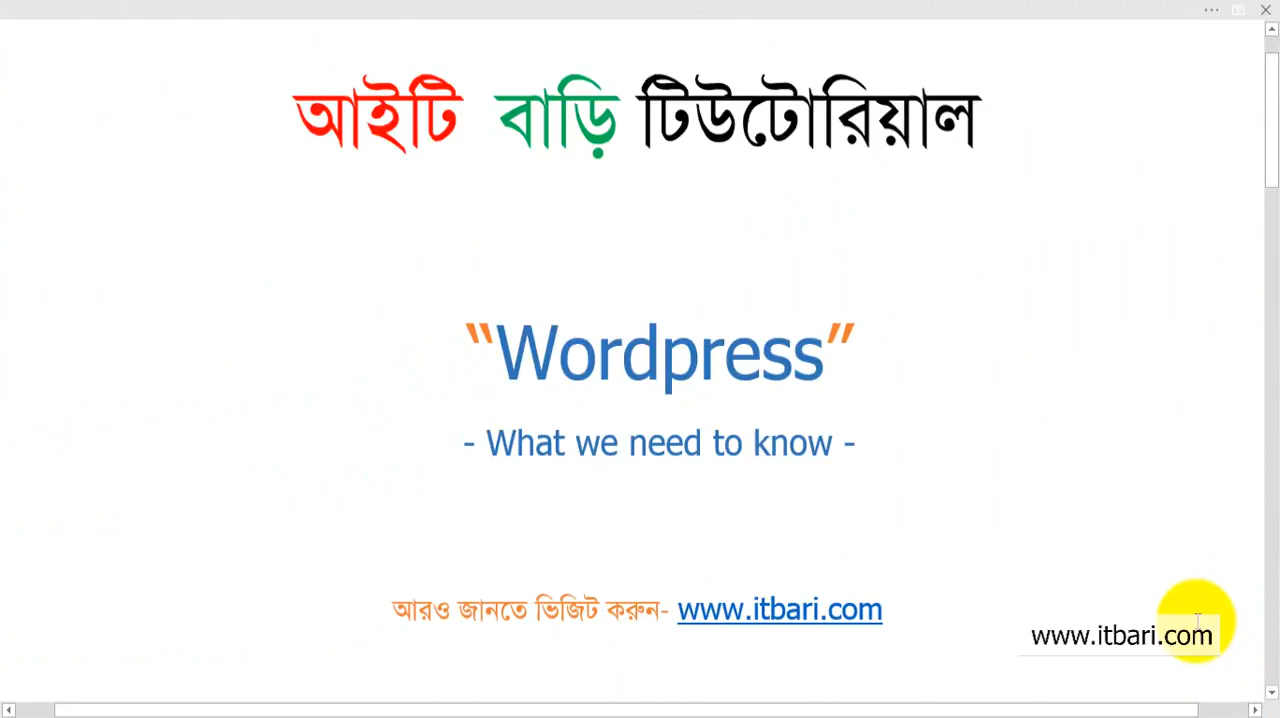 আইটি বাড়ি টিউটোরিয়াল
“Wordpress”
- What we need to know -
আরও জানতে ভিজিট করুন- www.itbari.com
www.itbari.com